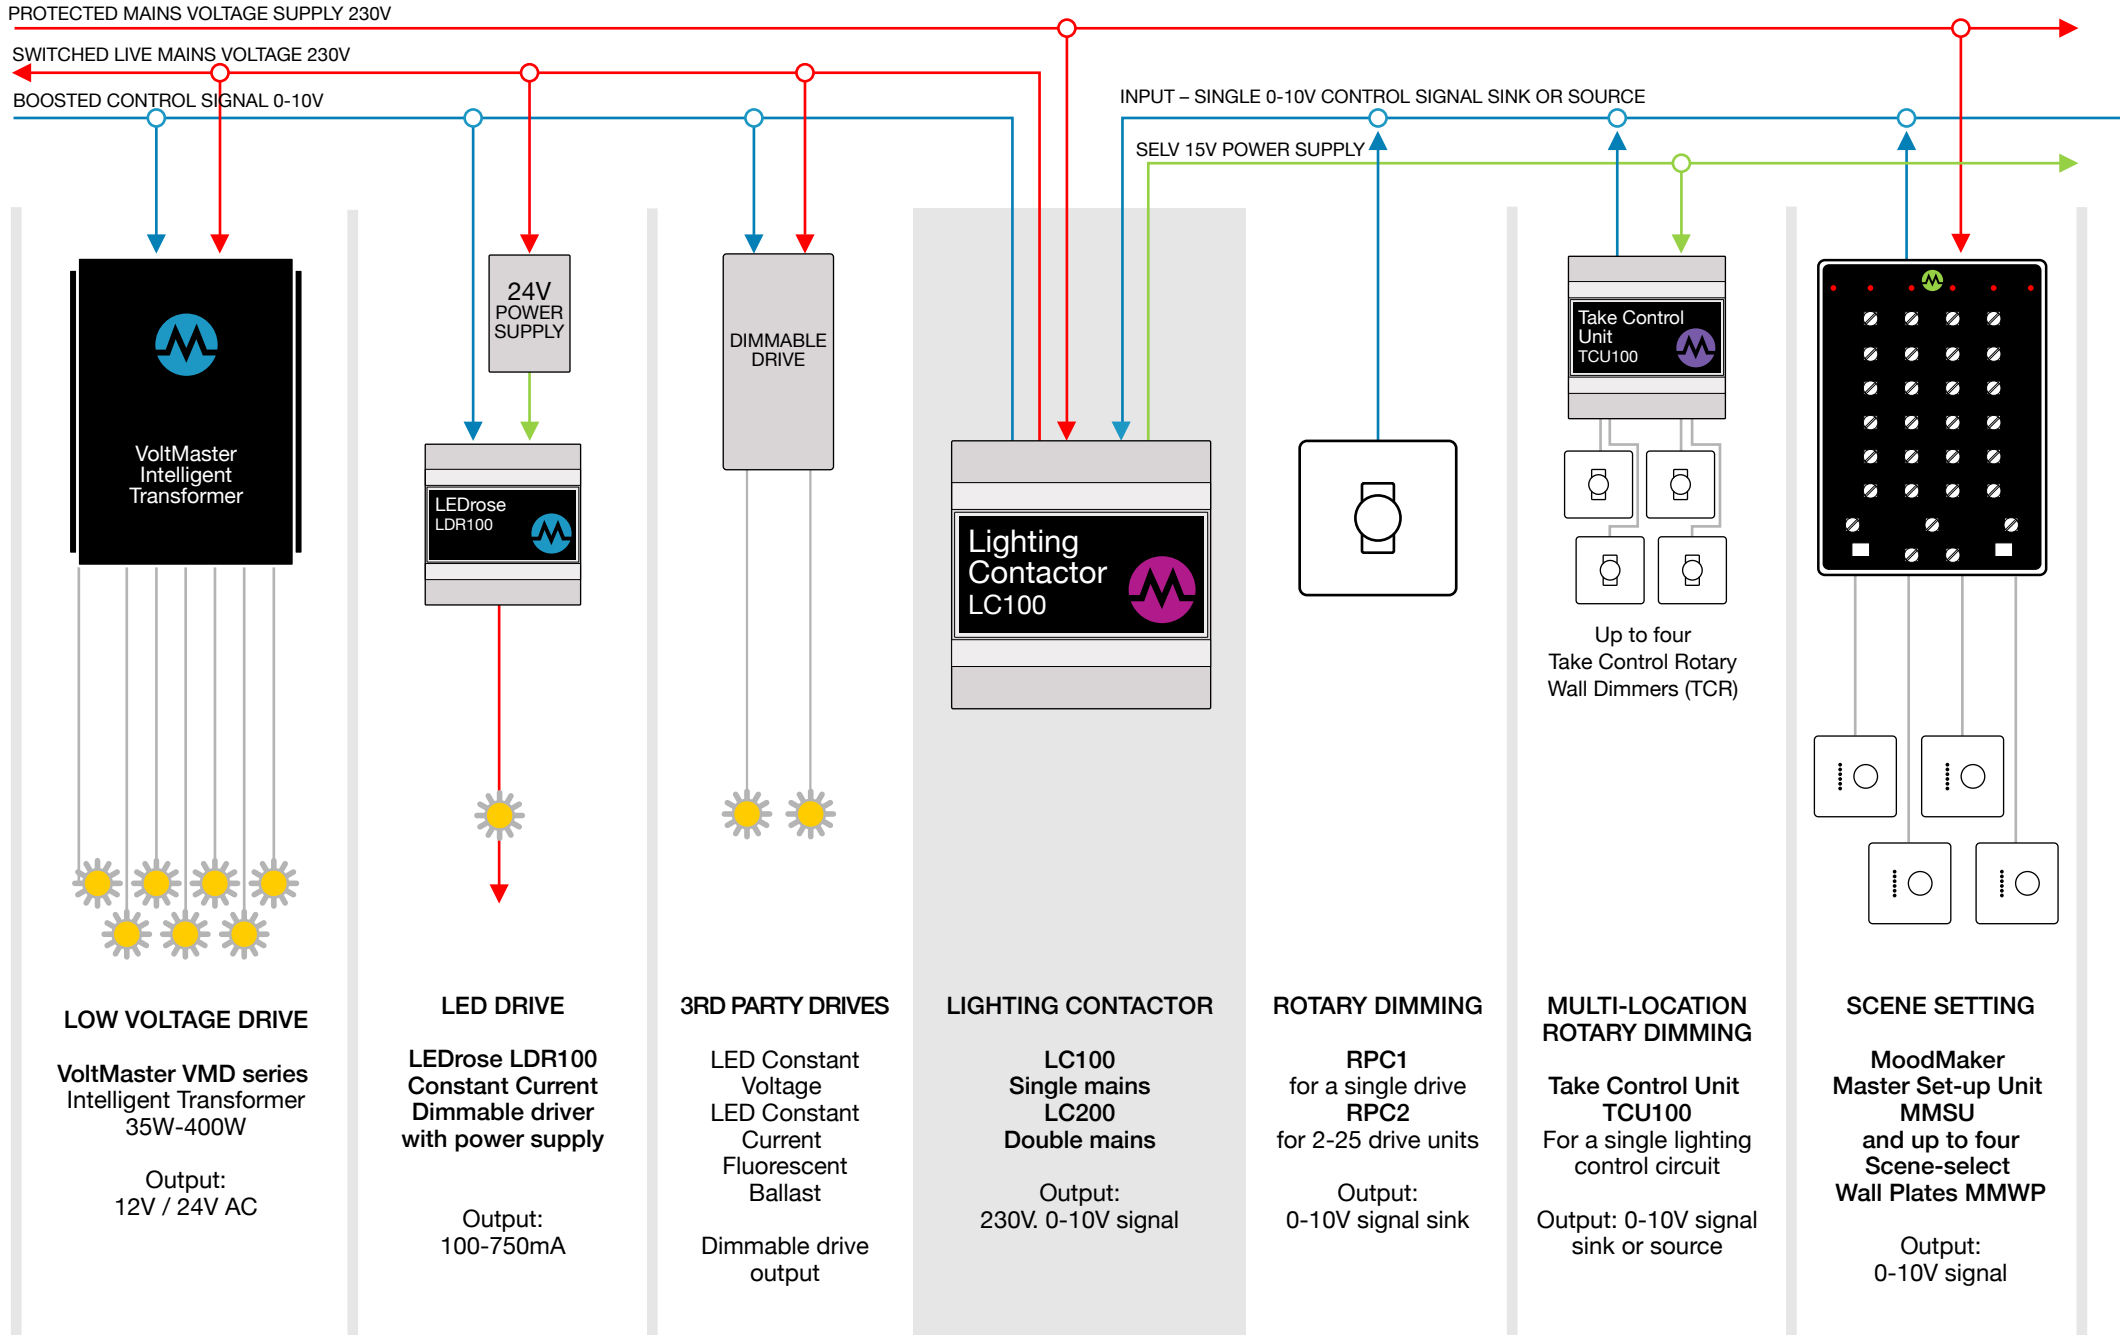 PROTECTED MAINS VOLTAGE SUPPLY 230V
SWITCHED LIVE MAINS VOLTAGE 230V
BOOSTED CONTROL SIGNAL 0-10V
INPUT – SINGLE 0-10V CONTROL SIGNAL SINK OR SOURCE
SELV 15V POWER SUPPLY
VoltMaster
Intelligent
Transformer
24V
POWER
SUPPLY
LEDrose
LDR100
DIMMABLE
DRIVE
Lighting
Contactor
LC100
Take Control
Unit
TCU100
Up to four
Take Control Rotary
Wall Dimmers (TCR)
LOW VOLTAGE DRIVE
VoltMaster VMD series
Intelligent Transformer
35W-400W
Output:
12V / 24V AC
LED DRIVE
LEDrose LDR100
Constant Current
Dimmable driver
with power supply
Output:
100-750mA
3RD PARTY DRIVES
LED Constant
Voltage
LED Constant
Current
Fluorescent
Ballast
Dimmable drive
output
LIGHTING CONTACTOR
LC100
Single mains
LC200
Double mains
Output:
230V. 0-10V signal
ROTARY DIMMING
RPC1
for a single drive
RPC2
for 2-25 drive units
Output:
0-10V signal sink
MULTI-LOCATION
ROTARY DIMMING
Take Control Unit
TCU100
For a single lighting
control circuit
Output: 0-10V signal
sink or source
SCENE SETTING
MoodMaker
Master Set-up Unit
MMSU
and up to four
Scene-select
Wall Plates MMWP
Output:
0-10V signal